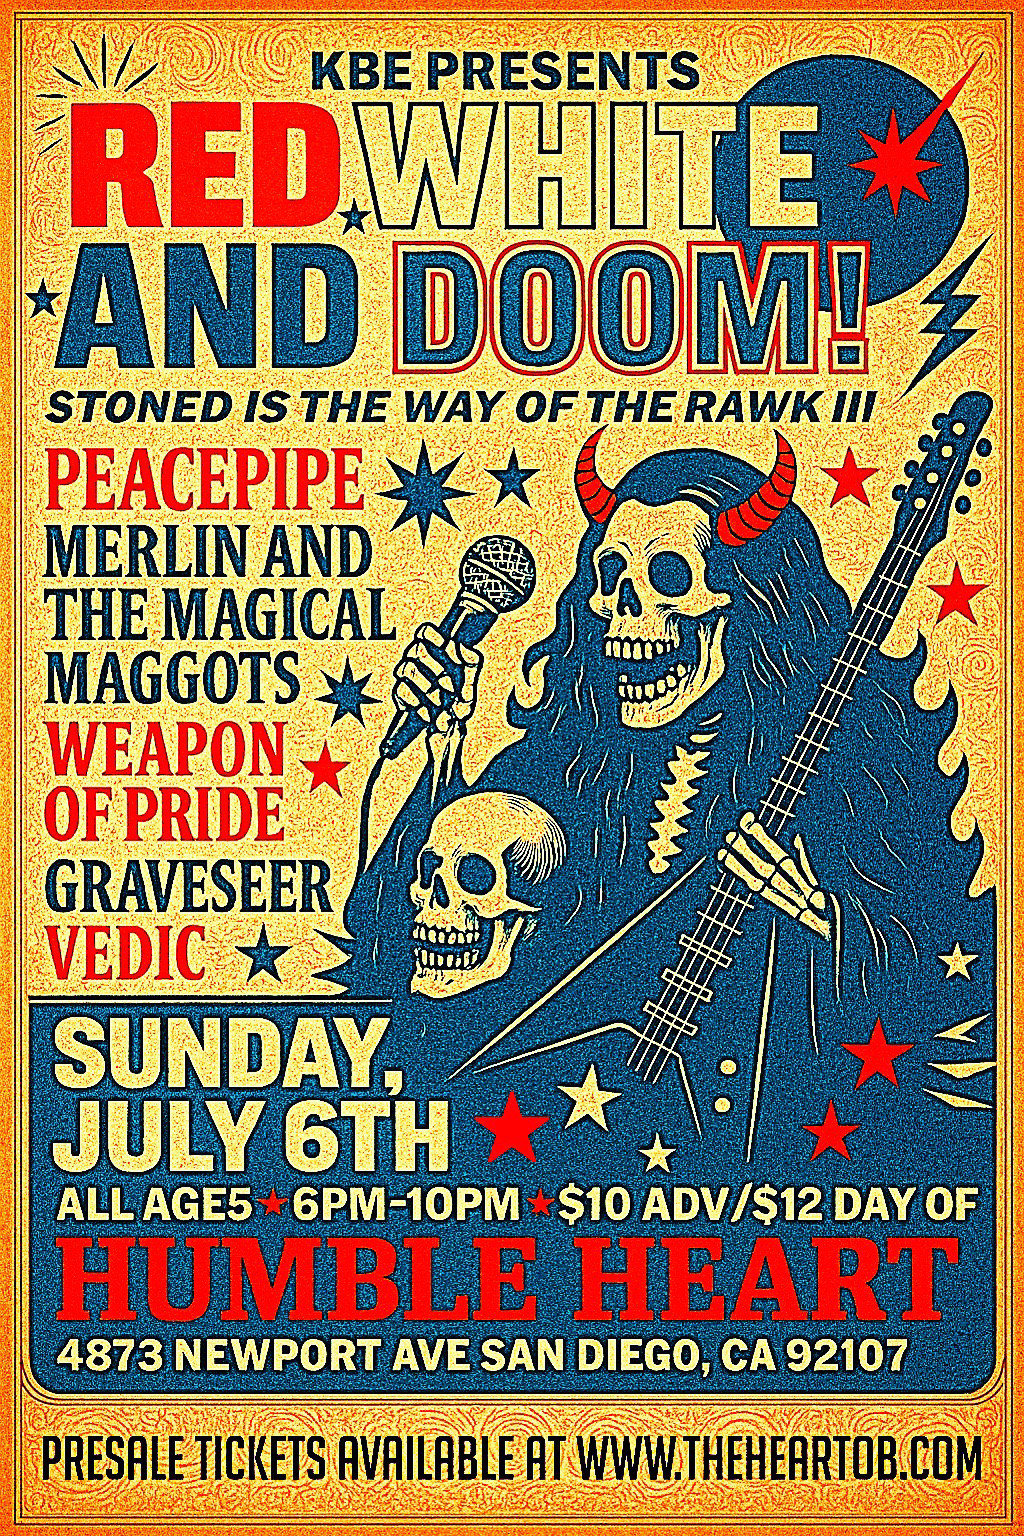 KBE PRESENTS
RED WHITE
AND DOOM!
STONED IS THE WAY OF THE RAWK III
PEACEPIPE
MERLIN AND
THE MAGICAL
MAGGOTS
WEAPON
OF PRIDE
GRAVESEER
VEDIC
SUNDAY,
JULY 6TH
ALL AGE5★6PM-10PM★$10 ADV/$12 DAY OF
HUMBLE HEART
4873 NEWPORT AVE SAN DIEGO, CA 92107
PRESALE TICKETS AVAILABLE AT WWW.THEHEARTOB.COM